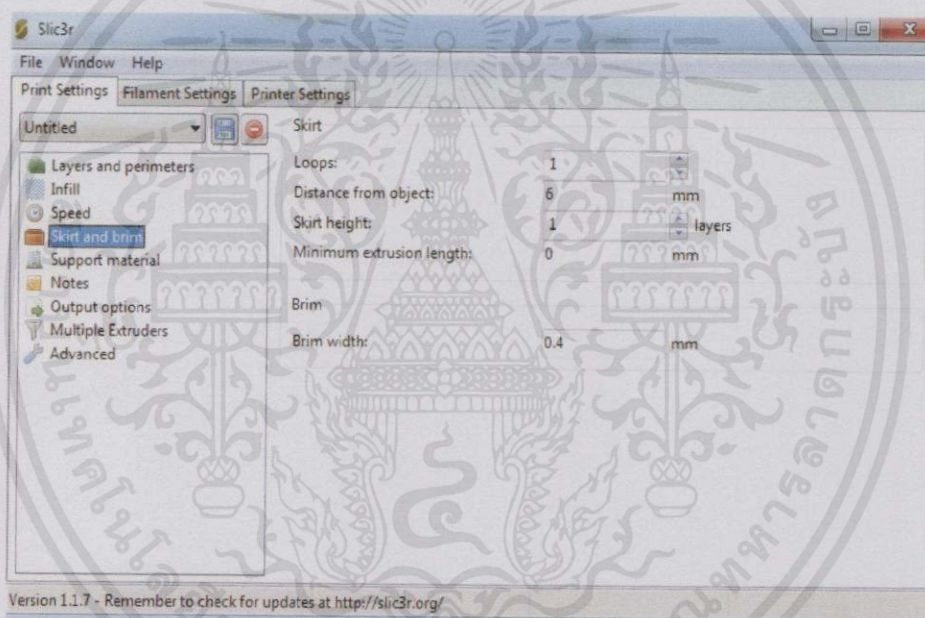 Slic3r
File Window Help
Print Settings Filament Settings Printer Settings
Untitled
Skirt
Layers and perimeters
Infill
Speed
Skirt and brim
Support material
Notes
Output options
Multiple Extruders
Advanced
Loops: 1
Distance from object: 6 mm
Skirt height: 1 layers
Minimum extrusion length: 0 mm
Brim
Brim width: 0.4 mm
Version 1.1.7 - Remember to check for updates at http://slic3r.org/